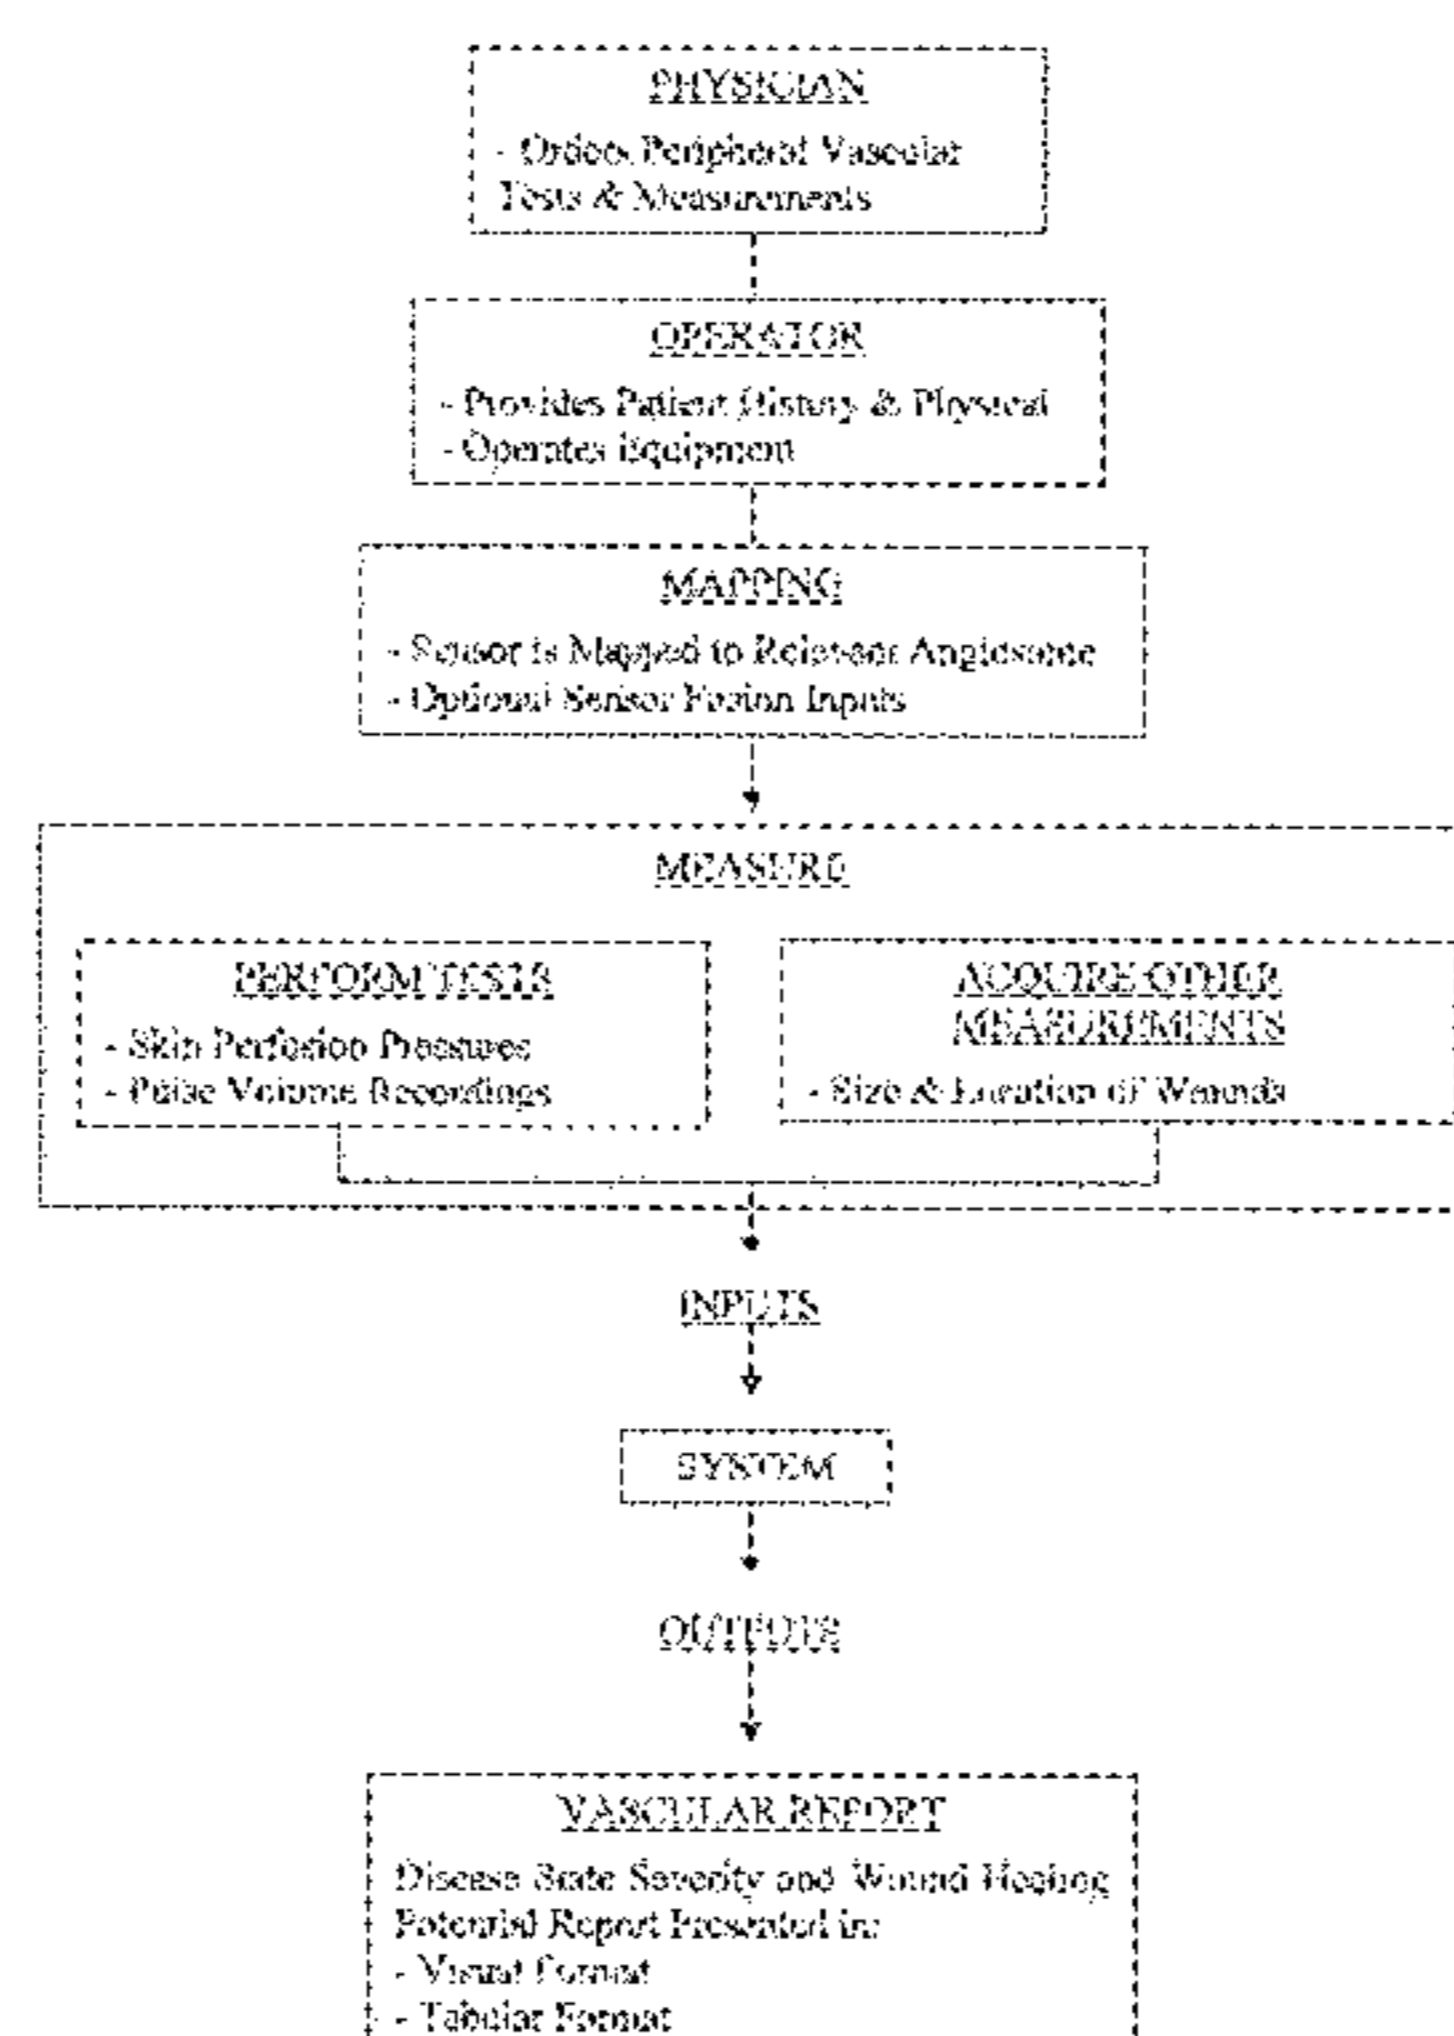 PHYSICIAN
- Orders Peripheral Vascular
Tests & Measurements
OPERATOR
- Provides Patient History & Physical
- Operates Equipment
MAPPING
- Sensor is Mapped to Relevant Angiosome
- Optional Sensor Fusion Inputs
MEASURE
PERFORM TESTS
- Skin Perfusion Pressures
- Pulse Volume Recordings
ACQUIRE OTHER
MEASUREMENTS
- Size & Location of Wounds
INPUTS
SYSTEM
OUTPUTS
VASCULAR REPORT
Disease State Severity and Wound Healing
Potential Report Presented in:
- Visual Format
- Tabular Format